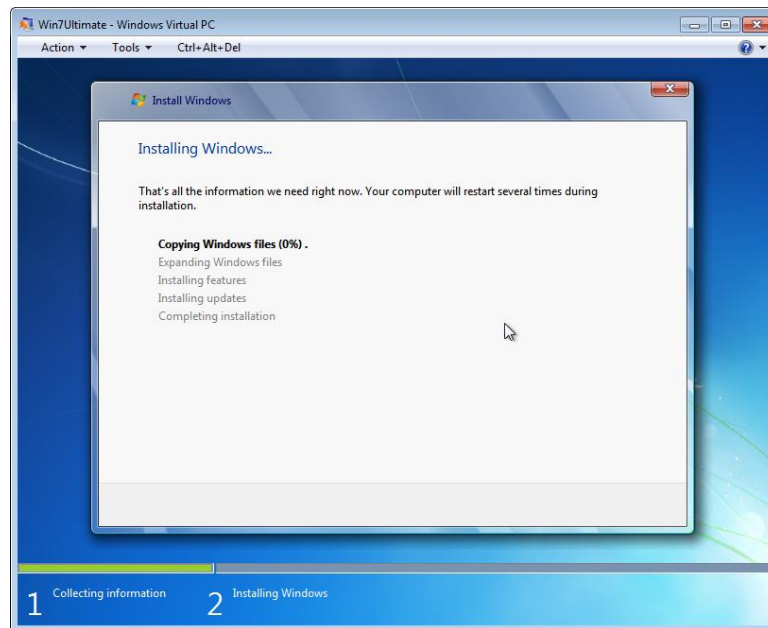 Win7Ultimate - Windows Virtual PC
Action Tools Ctrl+Alt+Del
Install Windows
Installing Windows...
That's all the information we need right now. Your computer will restart several times during
installation.
Copying Windows files (0%) .
Expanding Windows files
Installing features
Installing updates
Completing installation
1 Collecting information 2 Installing Windows